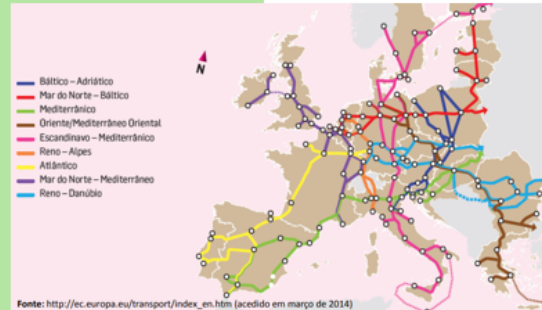 N
Báltico – Adriático
Mar do Norte – Báltico
Mediterrânico
Oriente/Mediterrâneo Oriental
Escandinavo – Mediterrânico
Reno – Alpes
Atlântico
Mar do Norte – Mediterrâneo
Reno – Danúbio
Fonte: http://ec.europa.eu/transport/index_en.htm (acedido em março de 2014)